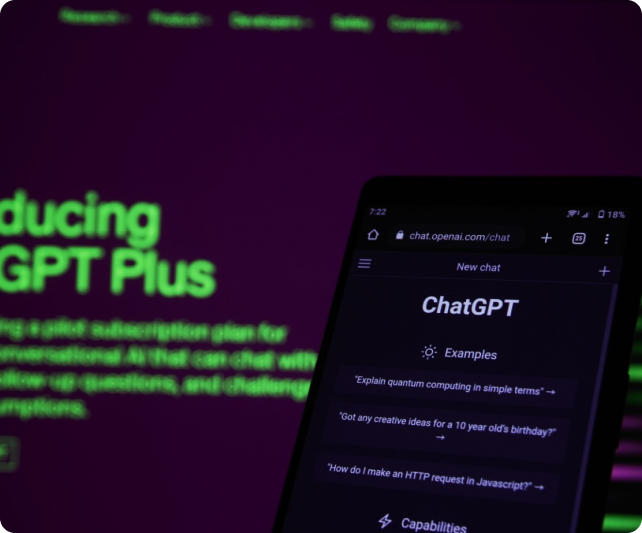 Research
Product
Developers
Safety
Company
ducing
GPT Plus
ing a pilot subscription plan for
onversational AI that can chat with
ollow-up questions, and challenge
umptions.
7:22
18%
chat.openai.com/chat
25
New chat
ChatGPT
Examples
"Explain quantum computing in simple terms" →
"Got any creative ideas for a 10 year old's birthday?"
→
"How do I make an HTTP request in Javascript?" →
Capabilities